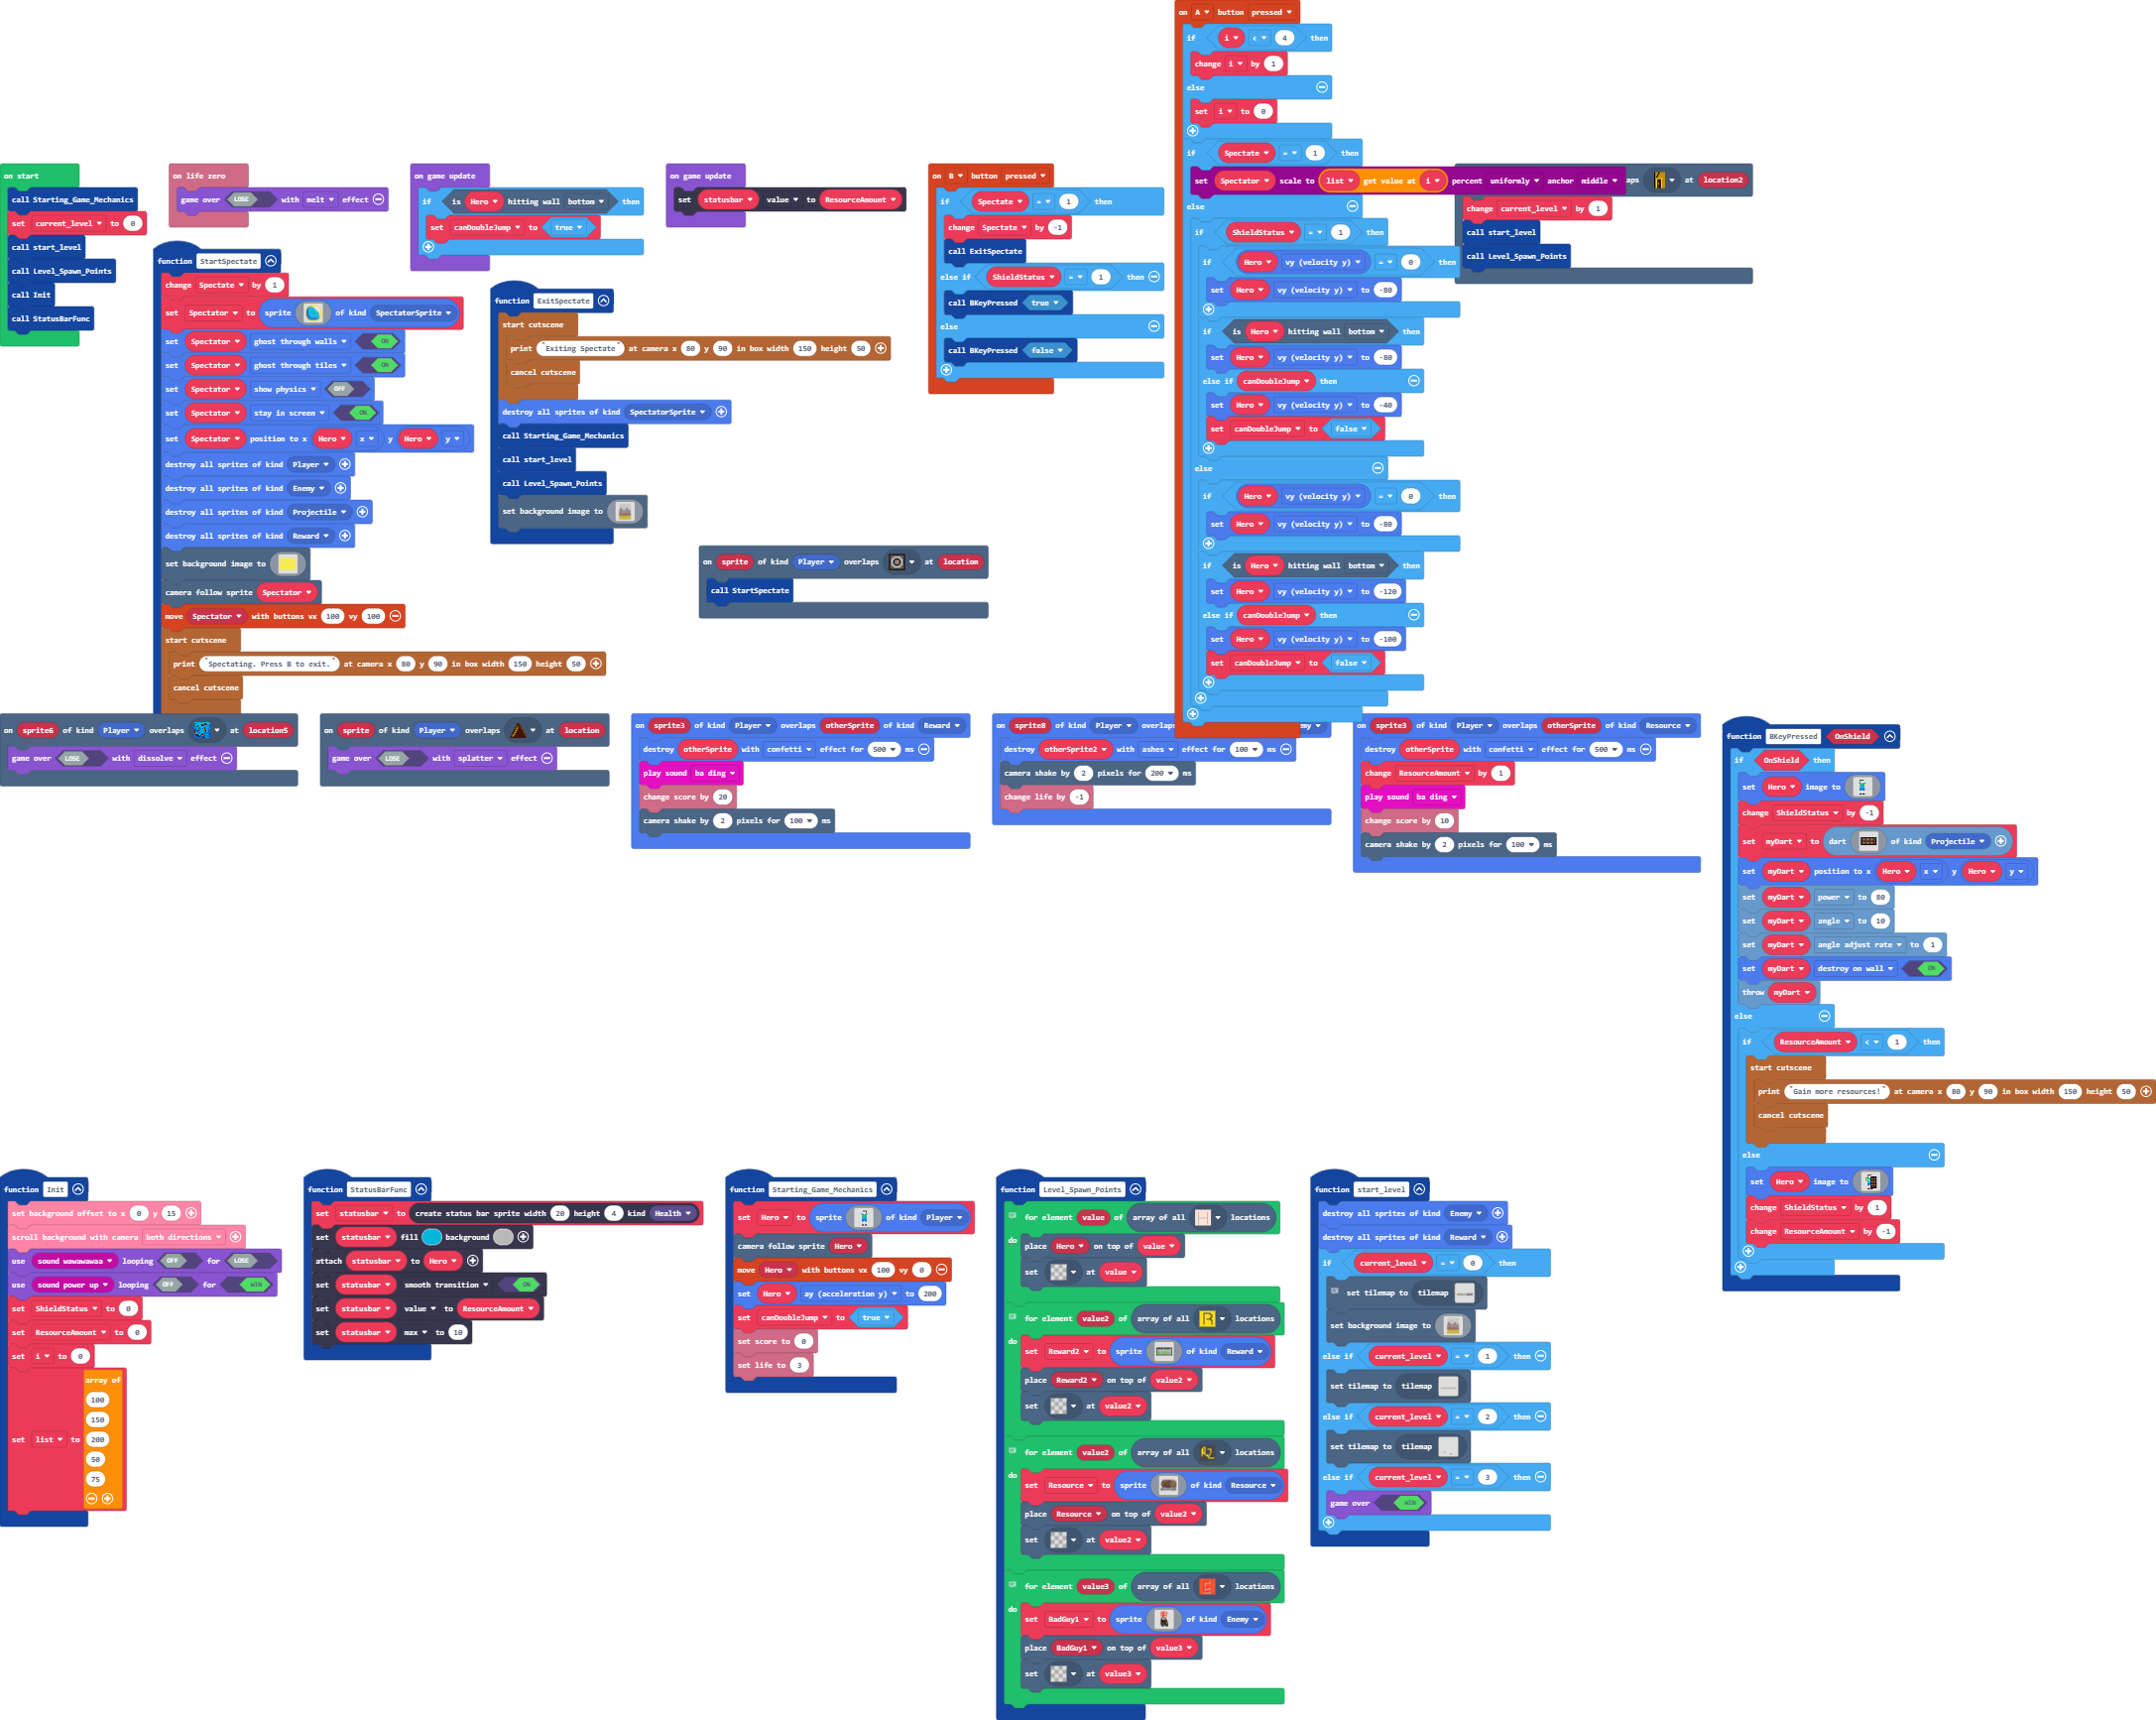 on start
call Starting_Game_Mechanics
set current_level to 0
call start_level
call Level_Spawn_Points
call Init
call StatusBarFunc
on life zero
game over LOSE with melt effect
function StartSpectate
change Spectate by 1
set Spectator to sprite of kind SpectatorSprite
set Spectator ghost through walls ON
set Spectator ghost through tiles ON
set Spectator show physics OFF
set Spectator stay in screen ON
set Spectator position to x Hero x y Hero y
destroy all sprites of kind Player
destroy all sprites of kind Enemy
destroy all sprites of kind Projectile
destroy all sprites of kind Reward
set background image to
camera follow sprite Spectator
move Spectator with buttons vx 100 vy 100
start cutscene
print "Spectating. Press B to exit." at camera x 80 y 90 in box width 150 height 50
cancel cutscene
on game update
if is Hero hitting wall bottom then
set canDoubleJump to true
function ExitSpectate
start cutscene
print "Exiting Spectate" at camera x 80 y 90 in box width 150 height 50
cancel cutscene
destroy all sprites of kind SpectatorSprite
call Starting_Game_Mechanics
call start_level
call Level_Spawn_Points
set background image to
on game update
set statusbar value to ResourceAmount
on sprite of kind Player overlaps at location
call StartSpectate
on B button pressed
if Spectate = 1 then
change Spectate by -1
call ExitSpectate
else if ShieldStatus = 1 then
call BKeyPressed true
else
call BKeyPressed false
on A button pressed
if i < 4 then
change i by 1
else
set i to 0
if Spectate = 1 then
set Spectator scale to list get value at i percent uniformly anchor middle
else
if ShieldStatus = 1 then
if Hero vy (velocity y) = 0 then
set Hero vy (velocity y) to -80
if is Hero hitting wall bottom then
set Hero vy (velocity y) to -80
else if canDoubleJump then
set Hero vy (velocity y) to -40
set canDoubleJump to false
else
if Hero vy (velocity y) = 0 then
set Hero vy (velocity y) to -80
if is Hero hitting wall bottom then
set Hero vy (velocity y) to -120
else if canDoubleJump then
set Hero vy (velocity y) to -100
set canDoubleJump to false
aps at location2
change current_level by 1
call start_level
call Level_Spawn_Points
on sprite6 of kind Player overlaps at location5
game over LOSE with dissolve effect
on sprite of kind Player overlaps at location
game over LOSE with splatter effect
on sprite3 of kind Player overlaps otherSprite of kind Reward
destroy otherSprite with confetti effect for 500 ms
play sound ba ding
change score by 20
camera shake by 2 pixels for 100 ms
on sprite8 of kind Player overlaps emy
destroy otherSprite2 with ashes effect for 100 ms
camera shake by 2 pixels for 200 ms
change life by -1
on sprite3 of kind Player overlaps otherSprite of kind Resource
destroy otherSprite with confetti effect for 500 ms
change ResourceAmount by 1
play sound ba ding
change score by 10
camera shake by 2 pixels for 100 ms
function BKeyPressed OnShield
if OnShield then
set Hero image to
change ShieldStatus by -1
set myDart to dart of kind Projectile
set myDart position to x Hero x y Hero y
set myDart power to 80
set myDart angle to 10
set myDart angle adjust rate to 1
set myDart destroy on wall ON
throw myDart
else
if ResourceAmount < 1 then
start cutscene
print "Gain more resources!" at camera x 80 y 90 in box width 150 height 50
cancel cutscene
else
set Hero image to
change ShieldStatus by 1
change ResourceAmount by -1
function Init
set background offset to x 0 y 15
scroll background with camera both directions
use sound wawawawaa looping OFF for LOSE
use sound power up looping OFF for WIN
set ShieldStatus to 0
set ResourceAmount to 0
set i to 0
set list to array of
100
150
200
50
75
function StatusBarFunc
set statusbar to create status bar sprite width 20 height 4 kind Health
set statusbar fill background
attach statusbar to Hero
set statusbar smooth transition ON
set statusbar value to ResourceAmount
set statusbar max to 10
function Starting_Game_Mechanics
set Hero to sprite of kind Player
camera follow sprite Hero
move Hero with buttons vx 100 vy 0
set Hero ay (acceleration y) to 200
set canDoubleJump to true
set score to 0
set life to 3
function Level_Spawn_Points
for element value of array of all locations
do place Hero on top of value
set at value
for element value2 of array of all locations
do set Reward2 to sprite of kind Reward
place Reward2 on top of value2
set at value2
for element value2 of array of all locations
do set Resource to sprite of kind Resource
place Resource on top of value2
set at value2
for element value3 of array of all locations
do set BadGuy1 to sprite of kind Enemy
place BadGuy1 on top of value3
set at value3
function start_level
destroy all sprites of kind Enemy
destroy all sprites of kind Reward
if current_level = 0 then
set tilemap to tilemap
set background image to
else if current_level = 1 then
set tilemap to tilemap
else if current_level = 2 then
set tilemap to tilemap
else if current_level = 3 then
game over WIN